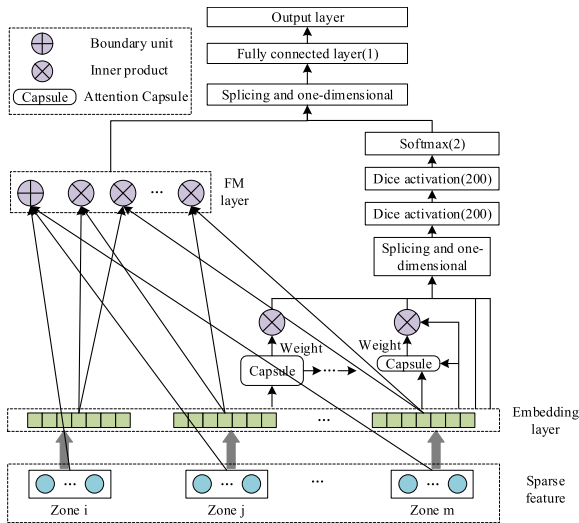 Output layer
Boundary unit
Fully connected layer(1)
Inner product
Capsule
Attention Capsule
Splicing and one-dimensional
Softmax(2)
FM
layer
...
Dice activation(200)
Dice activation(200)
Splicing and one-
dimensional
Weight
Weight
Capsule
...
Capsule
...
Embedding
layer
...
...
...
...
Sparse
feature
Zone i
Zone j
Zone m